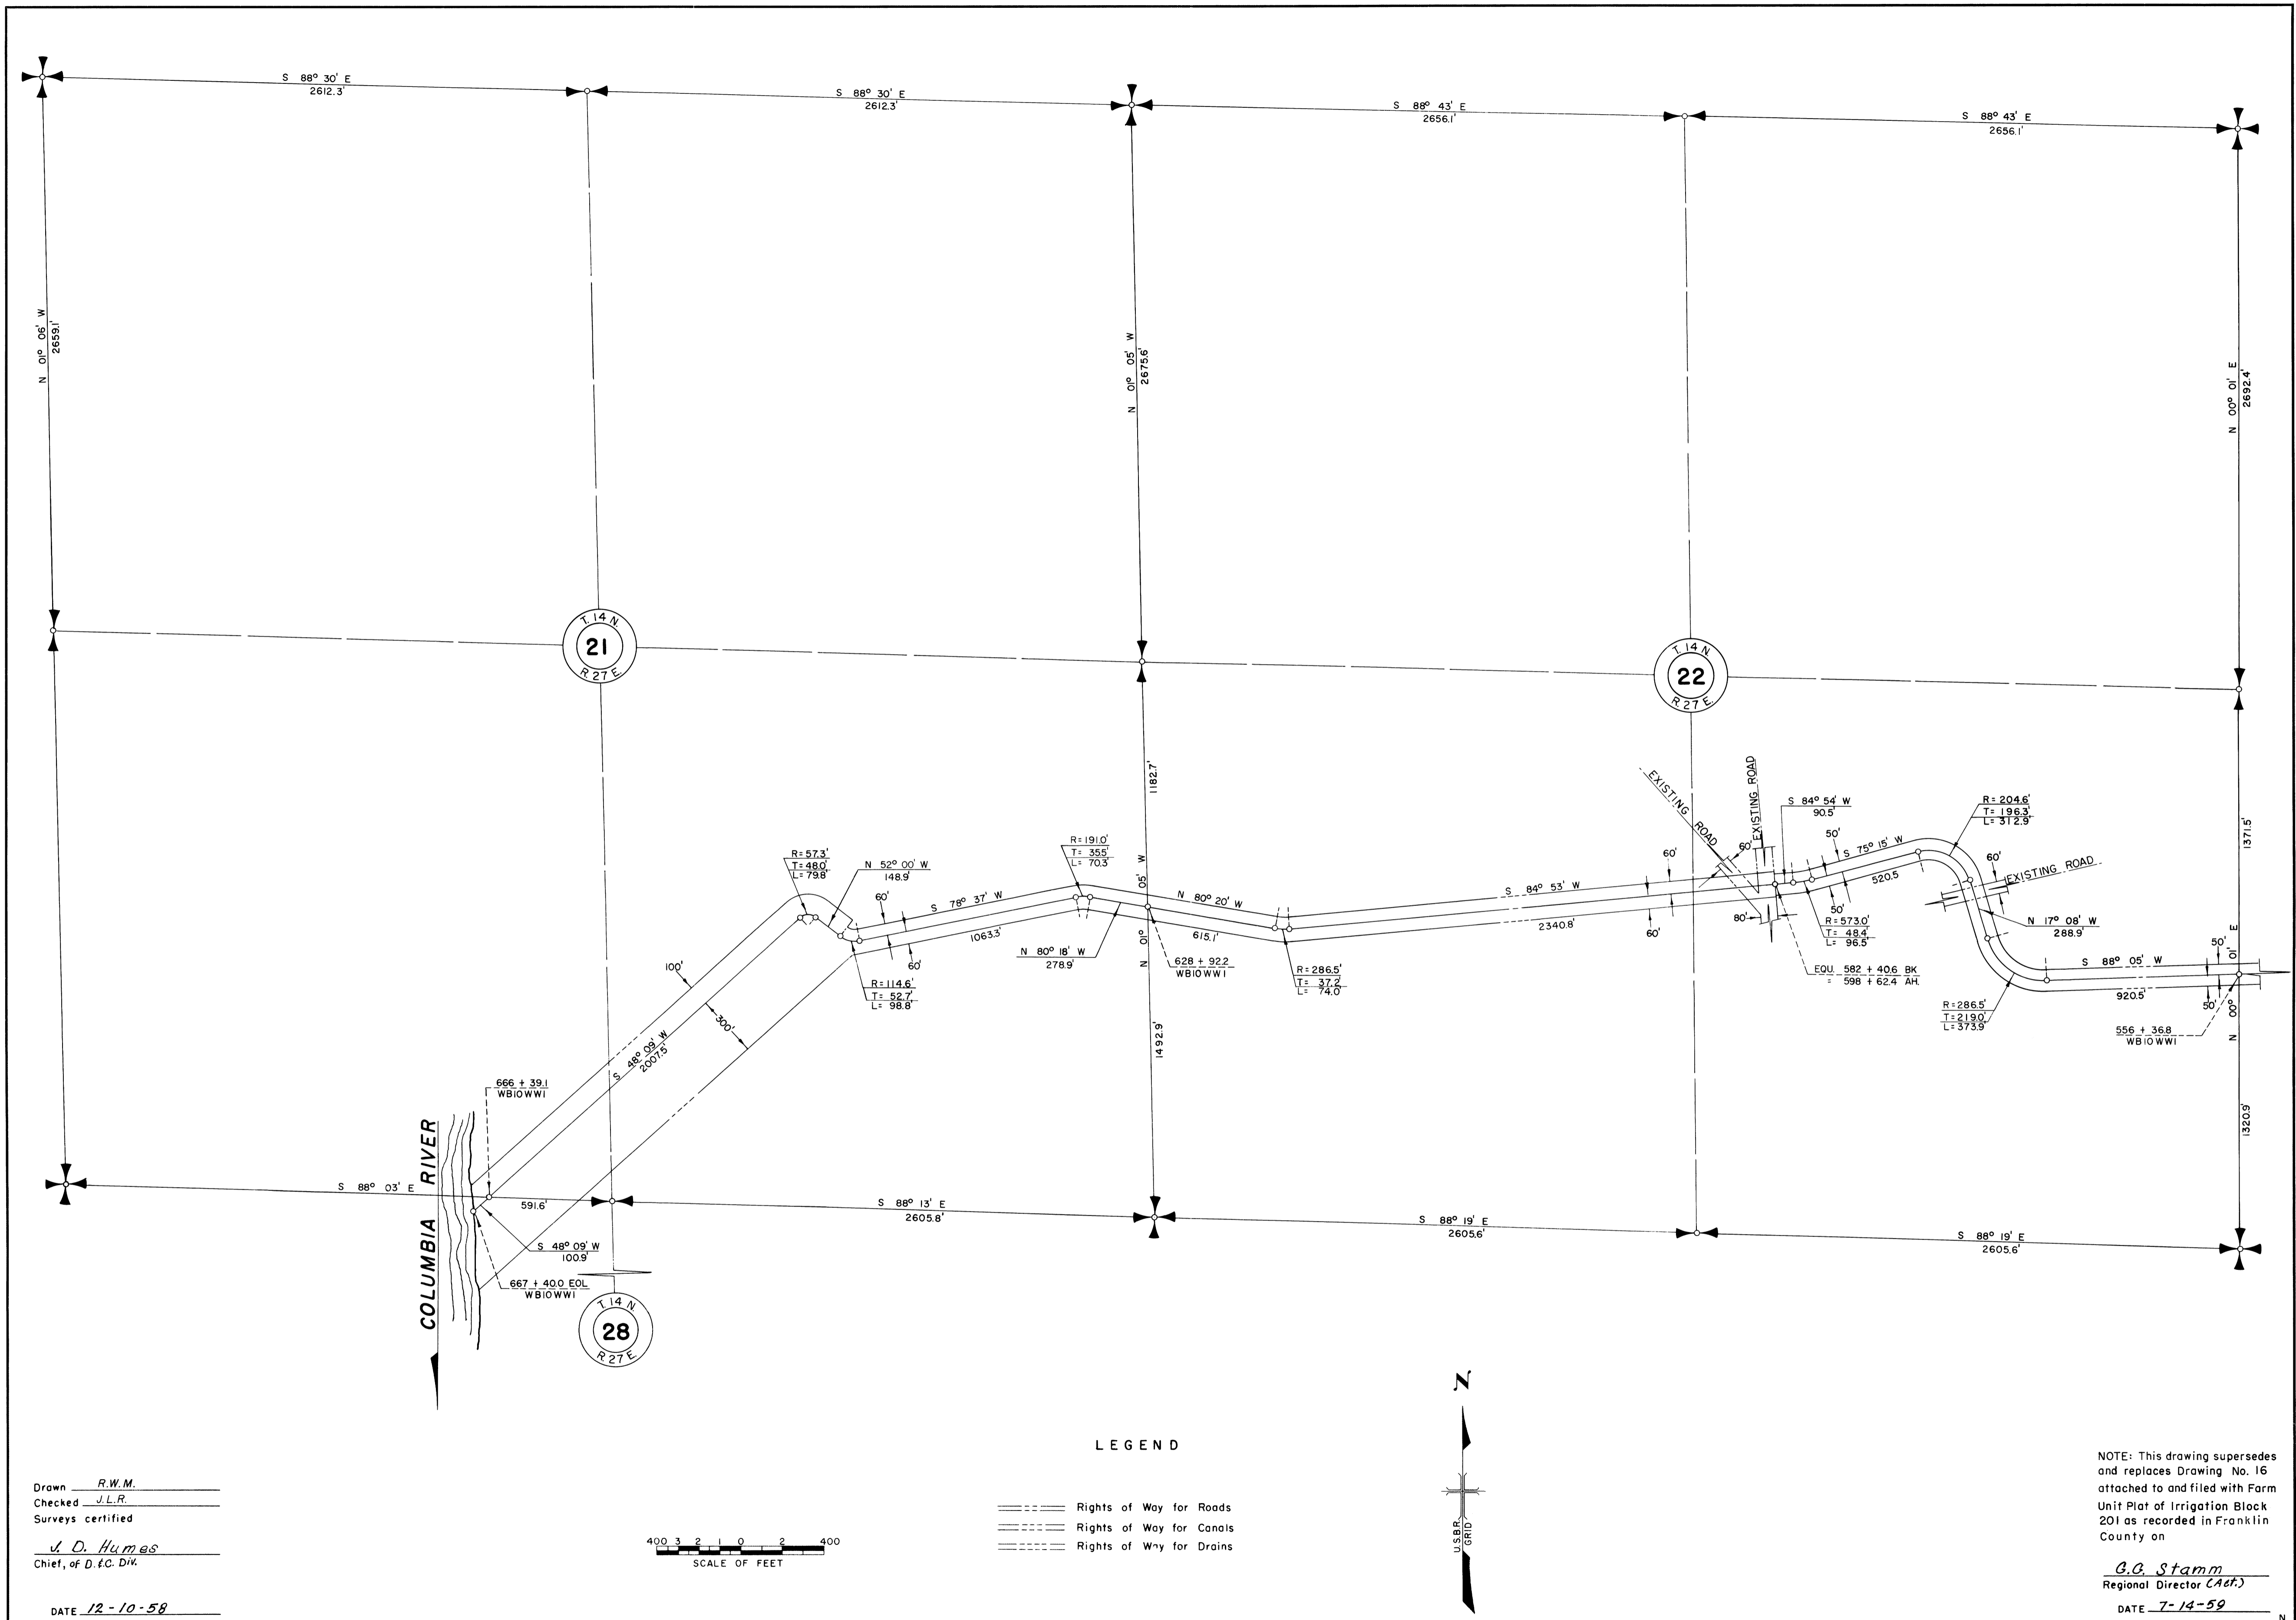 S 88° 30' E
2612.3'
S 88° 30' E
2612.3'
S 88° 43' E
2656.1'
S 88° 43' E
2656.1'
N 01° 06' W
2659.1'
N 01° 05' W
2675.6'
N 00° 01' E
2692.4'
T. 14 N.
21
R. 27 E.
T. 14 N.
22
R. 27 E.
1182.7'
N 01° 05' W
1492.9'
1371.5'
N 00° 01' E
1320.9'
EXISTING ROAD
EXISTING ROAD
60'
80'
S 84° 54' W
90.5'
50'
S 75° 15' W
520.5
50'
R = 204.6'
T = 196.3'
L = 312.9'
60'
EXISTING ROAD
R = 57.3'
T = 48.0'
L = 79.8'
N 52° 00' W
148.9'
60'
S 78° 37' W
1063.3'
60'
R = 191.0'
T = 35.5'
L = 70.3'
N 80° 18' W
278.9'
N 80° 20' W
615.1'
628 + 92.2
WB10WW1
S 84° 53' W
2340.8'
60'
60'
R = 286.5'
T = 37.2'
L = 74.0'
R = 573.0'
T = 48.4'
L = 96.5'
EQU. 582 + 40.6 BK
= 598 + 62.4 AH.
N 17° 08' W
288.9'
S 88° 05' W
920.5'
50'
50'
R = 286.5'
T = 219.0'
L = 373.9'
556 + 36.8
WB10WW1
R = 114.6'
T = 52.7'
L = 98.8'
100'
300'
S 48° 09' W
2007.5'
666 + 39.1
WB10WW1
COLUMBIA RIVER
S 88° 03' E
591.6'
S 88° 13' E
2605.8'
S 88° 19' E
2605.6'
S 88° 19' E
2605.6'
S 48° 09' W
100.9'
667 + 40.0 EOL
WB10WW1
T. 14 N
28
R. 27 E.
N
U.S.B.R.
GRID
LEGEND
Rights of Way for Roads
Rights of Way for Canals
Rights of Way for Drains
400 3 2 1 0 2 400
SCALE OF FEET
Drawn R.W.M.
Checked J.L.R.
Surveys certified
J. D. Humes
Chief, of D.&C. Div.
DATE 12-10-58
NOTE: This drawing supersedes
and replaces Drawing No. 16
attached to and filed with Farm
Unit Plat of Irrigation Block
201 as recorded in Franklin
County on
G.G. Stamm
Regional Director (Act.)
DATE 7-14-59
N